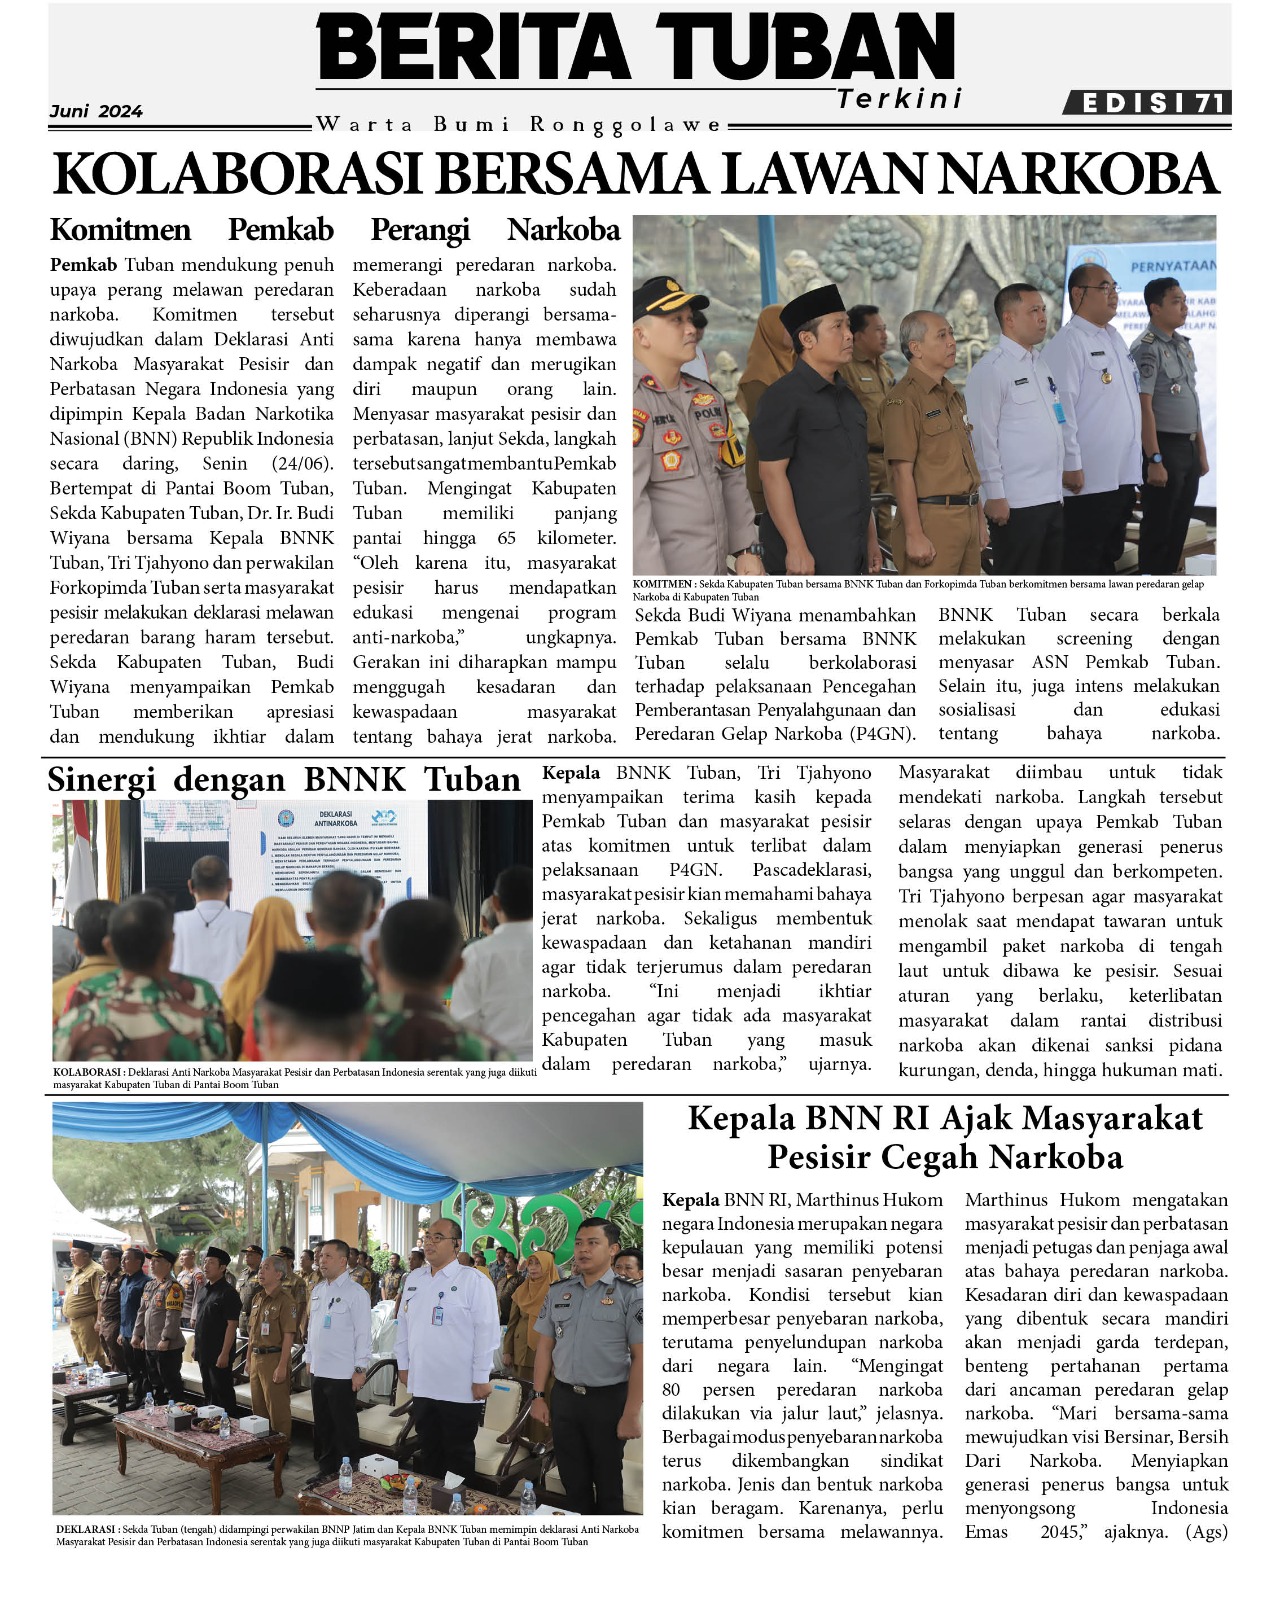 BERITA TUBAN
Terkini
Juni 2024
EDISI 71
Warta Bumi Ronggolawe
KOLABORASI BERSAMA LAWAN NARKOBA
Komitmen Pemkab Perangi Narkoba
Pemkab Tuban mendukung penuh
upaya perang melawan peredaran
narkoba. Komitmen tersebut
diwujudkan dalam Deklarasi Anti
Narkoba Masyarakat Pesisir dan
Perbatasan Negara Indonesia yang
dipimpin Kepala Badan Narkotika
Nasional (BNN) Republik Indonesia
secara daring, Senin (24/06).
Bertempat di Pantai Boom Tuban,
Sekda Kabupaten Tuban, Dr. Ir. Budi
Wiyana bersama Kepala BNNK
Tuban, Tri Tjahyono dan perwakilan
Forkopimda Tuban serta masyarakat
pesisir melakukan deklarasi melawan
peredaran barang haram tersebut.
Sekda Kabupaten Tuban, Budi
Wiyana menyampaikan Pemkab
Tuban memberikan apresiasi
dan mendukung ikhtiar dalam
memerangi peredaran narkoba.
Keberadaan narkoba sudah
seharusnya diperangi bersama-
sama karena hanya membawa
dampak negatif dan merugikan
diri maupun orang lain.
Menyasar masyarakat pesisir dan
perbatasan, lanjut Sekda, langkah
tersebut sangat membantu Pemkab
Tuban. Mengingat Kabupaten
Tuban memiliki panjang
pantai hingga 65 kilometer.
“Oleh karena itu, masyarakat
pesisir harus mendapatkan
edukasi mengenai program
anti-narkoba,” ungkapnya.
Gerakan ini diharapkan mampu
menggugah kesadaran dan
kewaspadaan masyarakat
tentang bahaya jerat narkoba.
PERNYATAAN
POLISI
KOMITMEN : Sekda Kabupaten Tuban bersama BNNK Tuban dan Forkopimda Tuban berkomitmen bersama lawan peredaran gelap
Narkoba di Kabupaten Tuban
Sekda Budi Wiyana menambahkan
Pemkab Tuban bersama BNNK
Tuban selalu berkolaborasi
terhadap pelaksanaan Pencegahan
Pemberantasan Penyalahgunaan dan
Peredaran Gelap Narkoba (P4GN).
BNNK Tuban secara berkala
melakukan screening dengan
menyasar ASN Pemkab Tuban.
Selain itu, juga intens melakukan
sosialisasi dan edukasi
tentang bahaya narkoba.
Sinergi dengan BNNK Tuban
DEKLARASI
ANTINARKOBA
KOLABORASI : Deklarasi Anti Narkoba Masyarakat Pesisir dan Perbatasan Indonesia serentak yang juga diikuti
masyarakat Kabupaten Tuban di Pantai Boom Tuban
Kepala BNNK Tuban, Tri Tjahyono
menyampaikan terima kasih kepada
Pemkab Tuban dan masyarakat pesisir
atas komitmen untuk terlibat dalam
pelaksanaan P4GN. Pascadeklarasi,
masyarakat pesisir kian memahami bahaya
jerat narkoba. Sekaligus membentuk
kewaspadaan dan ketahanan mandiri
agar tidak terjerumus dalam peredaran
narkoba. “Ini menjadi ikhtiar
pencegahan agar tidak ada masyarakat
Kabupaten Tuban yang masuk
dalam peredaran narkoba,” ujarnya.
Masyarakat diimbau untuk tidak
mendekati narkoba. Langkah tersebut
selaras dengan upaya Pemkab Tuban
dalam menyiapkan generasi penerus
bangsa yang unggul dan berkompeten.
Tri Tjahyono berpesan agar masyarakat
menolak saat mendapat tawaran untuk
mengambil paket narkoba di tengah
laut untuk dibawa ke pesisir. Sesuai
aturan yang berlaku, keterlibatan
masyarakat dalam rantai distribusi
narkoba akan dikenai sanksi pidana
kurungan, denda, hingga hukuman mati.
DEKLARASI : Sekda Tuban (tengah) didampingi perwakilan BNNP Jatim dan Kepala BNNK Tuban memimpin deklarasi Anti Narkoba
Masyarakat Pesisir dan Perbatasan Indonesia serentak yang juga diikuti masyarakat Kabupaten Tuban di Pantai Boom Tuban
Kepala BNN RI Ajak Masyarakat
Pesisir Cegah Narkoba
Kepala BNN RI, Marthinus Hukom
negara Indonesia merupakan negara
kepulauan yang memiliki potensi
besar menjadi sasaran penyebaran
narkoba. Kondisi tersebut kian
memperbesar penyebaran narkoba,
terutama penyelundupan narkoba
dari negara lain. “Mengingat
80 persen peredaran narkoba
dilakukan via jalur laut,” jelasnya.
Berbagai modus penyebaran narkoba
terus dikembangkan sindikat
narkoba. Jenis dan bentuk narkoba
kian beragam. Karenanya, perlu
komitmen bersama melawannya.
Marthinus Hukom mengatakan
masyarakat pesisir dan perbatasan
menjadi petugas dan penjaga awal
atas bahaya peredaran narkoba.
Kesadaran diri dan kewaspadaan
yang dibentuk secara mandiri
akan menjadi garda terdepan,
benteng pertahanan pertama
dari ancaman peredaran gelap
narkoba. “Mari bersama-sama
mewujudkan visi Bersinar, Bersih
Dari Narkoba. Menyiapkan
generasi penerus bangsa untuk
menyongsong Indonesia
Emas 2045,” ajaknya. (Ags)